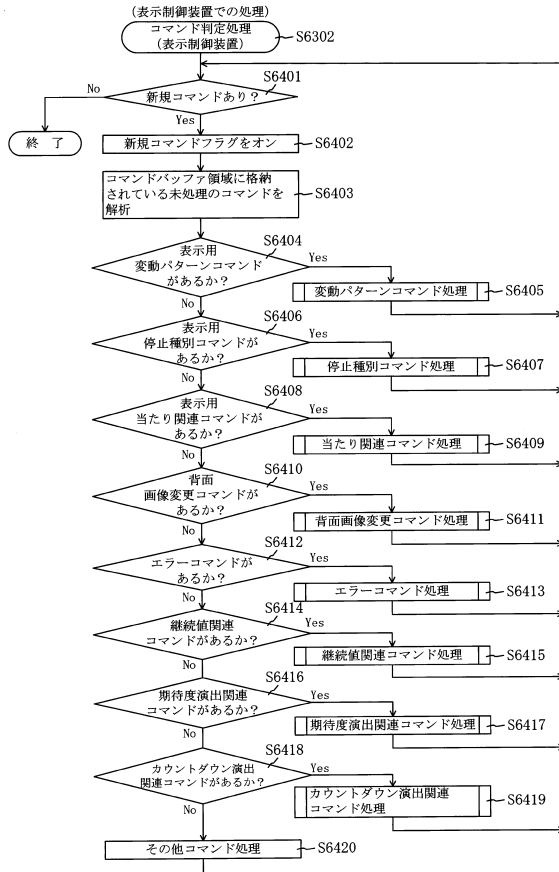 (表示制御装置での処理)
コマンド判定処理
(表示制御装置)
S6302
S6401
No
新規コマンドあり?
Yes
終 了
新規コマンドフラグをオン
S6402
コマンドバッファ領域に格納
されている未処理のコマンドを
解析
S6403
S6404
表示用
変動パターンコマンド
があるか?
Yes
変動パターンコマンド処理
S6405
No
S6406
表示用
停止種別コマンドが
あるか?
Yes
停止種別コマンド処理
S6407
No
S6408
表示用
当たり関連コマンドが
あるか?
Yes
当たり関連コマンド処理
S6409
No
S6410
背面
画像変更コマンドが
あるか?
Yes
背面画像変更コマンド処理
S6411
No
S6412
エラーコマンドが
あるか?
Yes
エラーコマンド処理
S6413
No
S6414
継続値関連
コマンドがあるか?
Yes
継続値関連コマンド処理
S6415
No
S6416
期待度演出関連
コマンドがあるか?
Yes
期待度演出関連コマンド処理
S6417
No
S6418
カウントダウン演出
関連コマンドがあるか?
Yes
カウントダウン演出関連
コマンド処理
S6419
No
その他コマンド処理
S6420